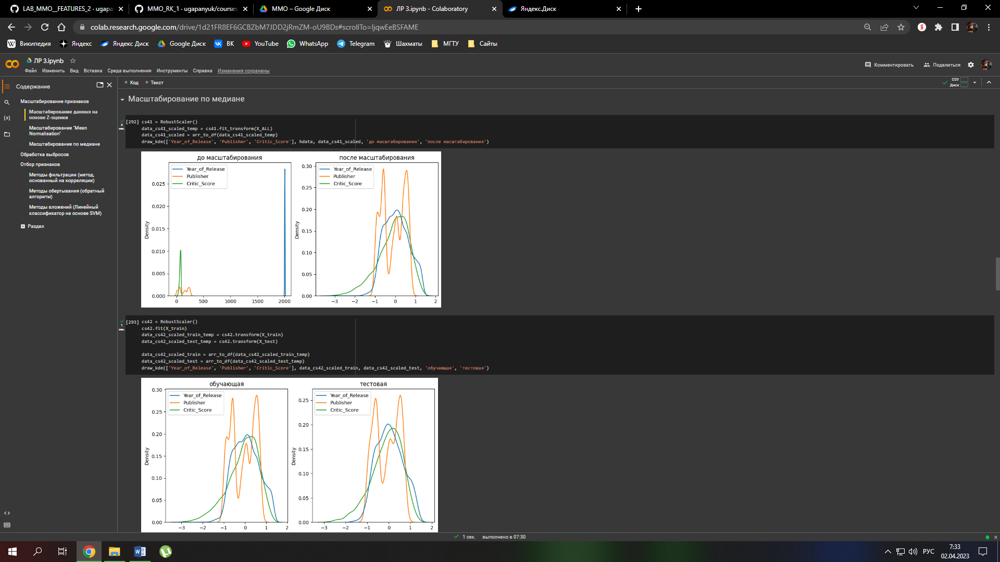 LAB_MMO__FEATURES_2 · ugapan
MMO_RK_1 · ugapanyuk/courses
ММО – Google Диск
ЛР 3.ipynb - Colaboratory
Яндекс.Диск
colab.research.google.com/drive/1d21FR8EF6GCBZbM7JDD2jRmZM-oU9BDs#scrollTo=IjqwEeBSFAME
Википедия
Яндекс
Яндекс Диск
Google Диск
ВК
YouTube
WhatsApp
Telegram
Шахматы
МГТУ
Сайты
ЛР 3.ipynb
Файл Изменить Вид Вставка Среда выполнения Инструменты Справка Изменения сохранены
Комментировать
Поделиться
Содержание
+ Код + Текст
ОЗУ
Диск
Масштабирование признаков
Масштабирование данных на
основе Z-оценки
Масштабирование "Mean
Normalisation"
Масштабирование по медиане
Обработка выбросов
Отбор признаков
Методы фильтрации (метод,
основанный на корреляции)
Методы обертывания (обратный
алгоритм)
Методы вложений (Линейный
классификатор на основе SVM)
Раздел
Масштабирование по медиане
2
сек.
[292] cs41 = RobustScaler()
data_cs41_scaled_temp = cs41.fit_transform(X_ALL)
data_cs41_scaled = arr_to_df(data_cs41_scaled_temp)
draw_kde(['Year_of_Release', 'Publisher', 'Critic_Score'], hdata, data_cs41_scaled, 'до масштабирования', 'после масштабирования')
до масштабирования
Year_of_Release
Publisher
Critic_Score
Density
0.025
0.020
0.015
0.010
0.005
0.000
0 500 1000 1500 2000
после масштабирования
Year_of_Release
Publisher
Critic_Score
Density
0.30
0.25
0.20
0.15
0.10
0.05
0.00
−3 −2 −1 0 1 2
1
сек.
[293] cs42 = RobustScaler()
cs42.fit(X_train)
data_cs42_scaled_train_temp = cs42.transform(X_train)
data_cs42_scaled_test_temp = cs42.transform(X_test)
data_cs42_scaled_train = arr_to_df(data_cs42_scaled_train_temp)
data_cs42_scaled_test = arr_to_df(data_cs42_scaled_test_temp)
draw_kde(['Year_of_Release', 'Publisher', 'Critic_Score'], data_cs42_scaled_train, data_cs42_scaled_test, 'обучающая', 'тестовая')
обучающая
Year_of_Release
Publisher
Critic_Score
Density
0.30
0.25
0.20
0.15
0.10
0.05
0.00
−3 −2 −1 0 1 2
тестовая
Year_of_Release
Publisher
Critic_Score
Density
0.25
0.20
0.15
0.10
0.05
0.00
−3 −2 −1 0 1 2
1 сек. выполнено в 07:30
РУС
7:33
02.04.2023